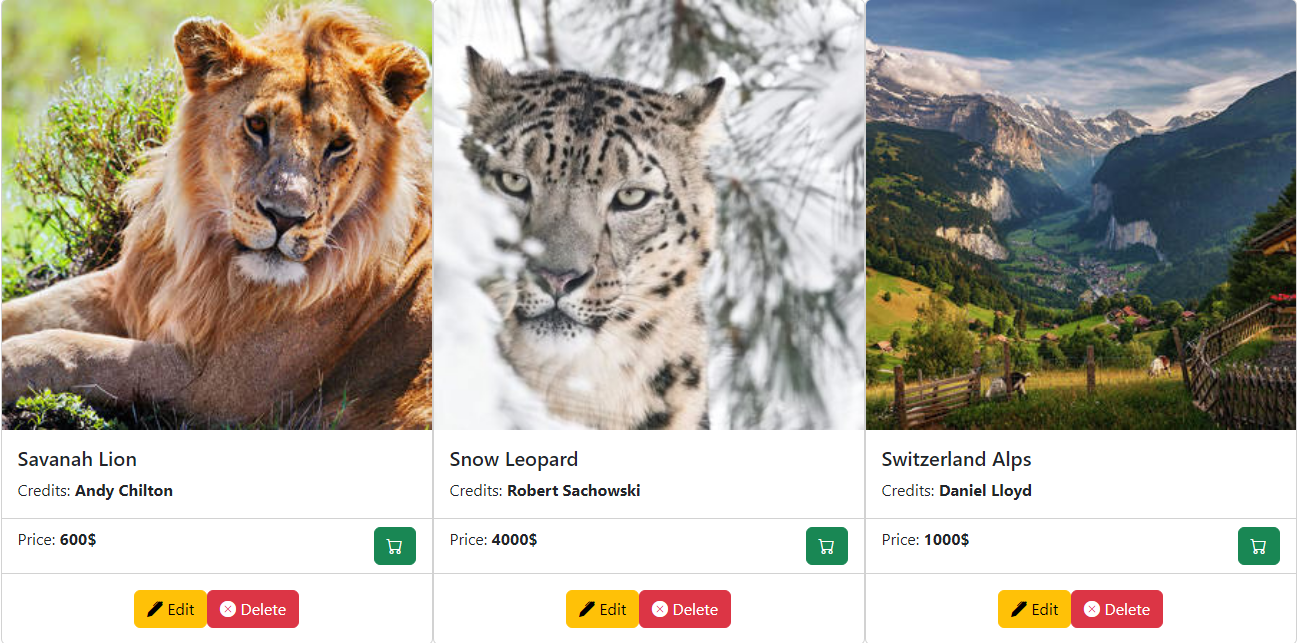 Savanah Lion
Credits: Andy Chilton
Price: 600$
Edit Delete
Snow Leopard
Credits: Robert Sachowski
Price: 4000$
Edit Delete
Switzerland Alps
Credits: Daniel Lloyd
Price: 1000$
Edit Delete